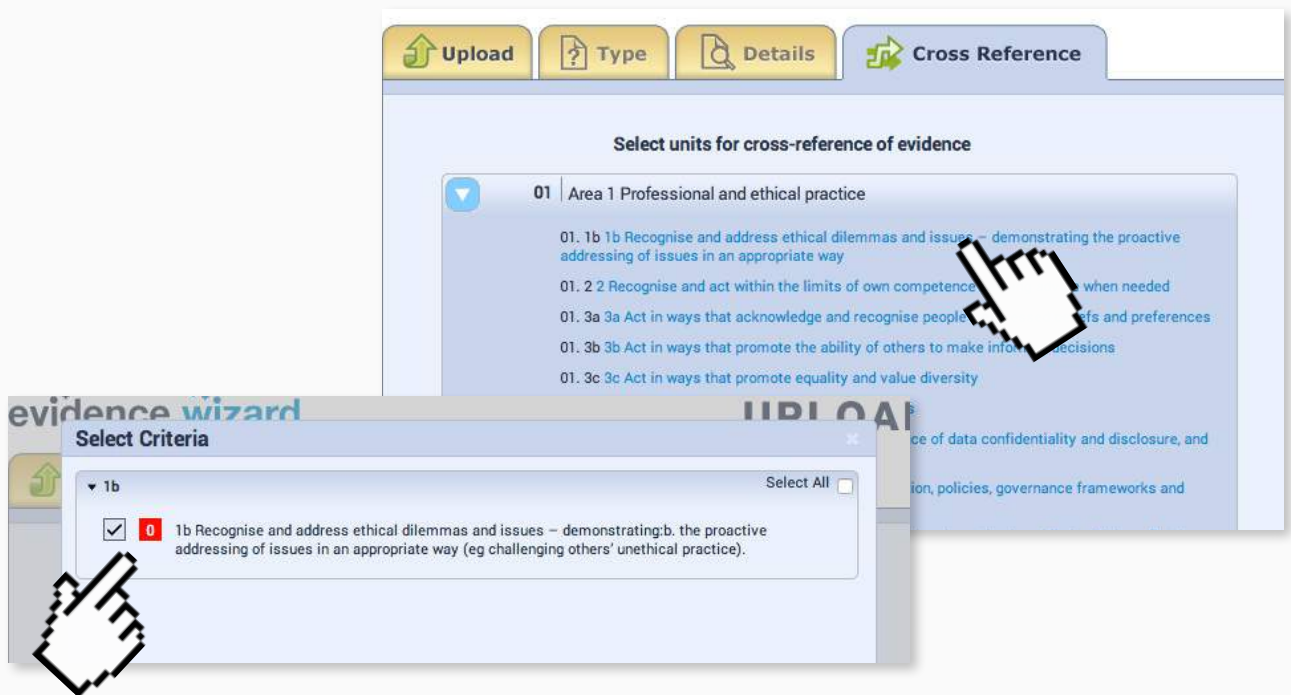 Upload
Type
Details
Cross Reference
Select units for cross-reference of evidence
01 Area 1 Professional and ethical practice
01. 1b 1b Recognise and address ethical dilemmas and issues – demonstrating the proactive
addressing of issues in an appropriate way
01. 2 2 Recognise and act within the limits of own competence when needed
01. 3a 3a Act in ways that acknowledge and recognise people and preferences
01. 3b 3b Act in ways that promote the ability of others to make decisions
01. 3c 3c Act in ways that promote equality and value diversity
ce of data confidentiality and disclosure, and
ion, policies, governance frameworks and
evidence wizard
Select Criteria
1b
Select All
0 1b Recognise and address ethical dilemmas and issues – demonstrating:b. the proactive
addressing of issues in an appropriate way (eg challenging others' unethical practice).